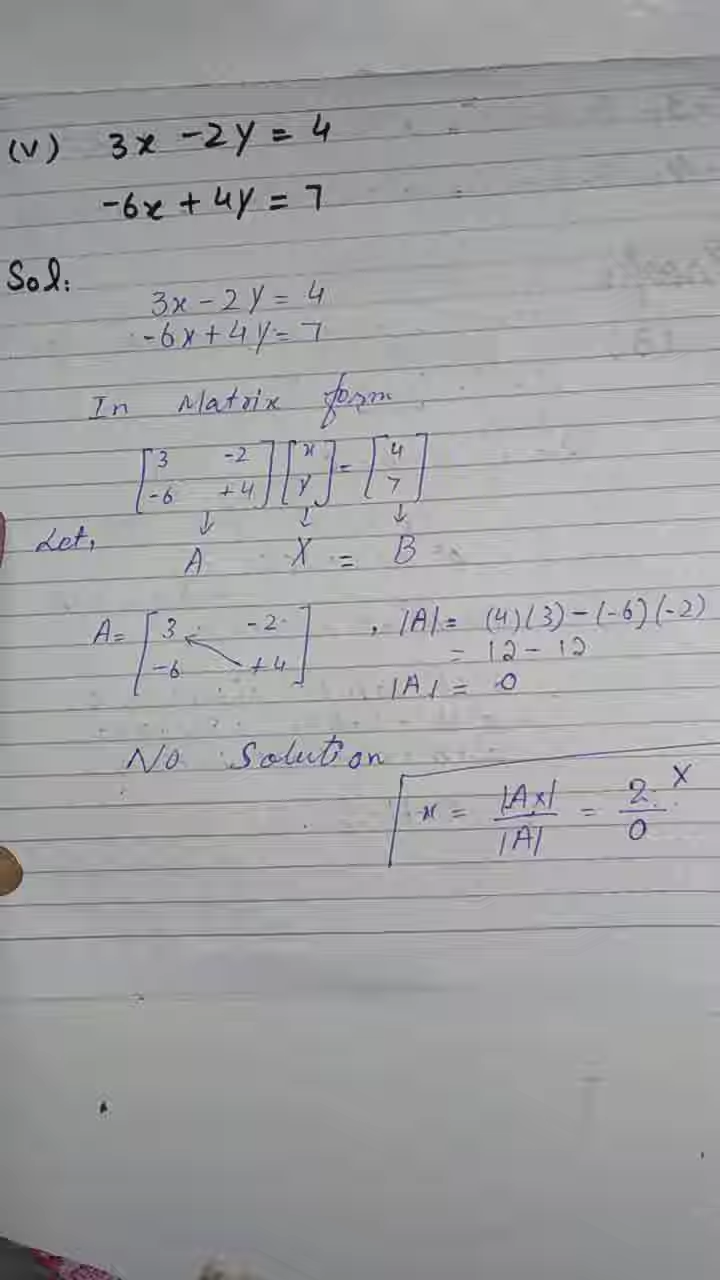 (V) 3x - 2y = 4
-6x + 4y = 7
Sol:
3x - 2y = 4
-6x + 4y = 7
In Matrix form
[3 -2] [x] = [4]
[-6 +4] [y] [7]
↓ ↓ ↓
Let, A X = B
A = [3 -2] , |A| = (4)(3) - (-6)(-2)
[-6 +4] = 12 - 12
|A| = 0
No Solution
x = |Ax| / |A| = 2 / 0 X